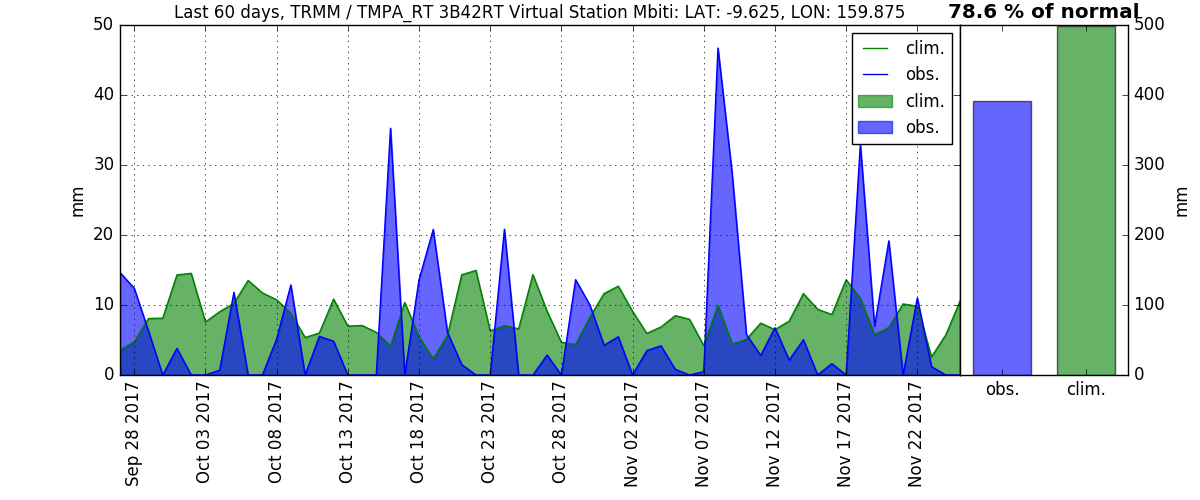 Last 60 days, TRMM / TMPA_RT 3B42RT Virtual Station Mbiti: LAT: -9.625, LON: 159.875
78.6 % of normal
50
40
30
20
10
0
mm
clim.
obs.
clim.
obs.
500
400
300
200
100
0
mm
obs.
clim.
Sep 28 2017
Oct 03 2017
Oct 08 2017
Oct 13 2017
Oct 18 2017
Oct 23 2017
Oct 28 2017
Nov 02 2017
Nov 07 2017
Nov 12 2017
Nov 17 2017
Nov 22 2017